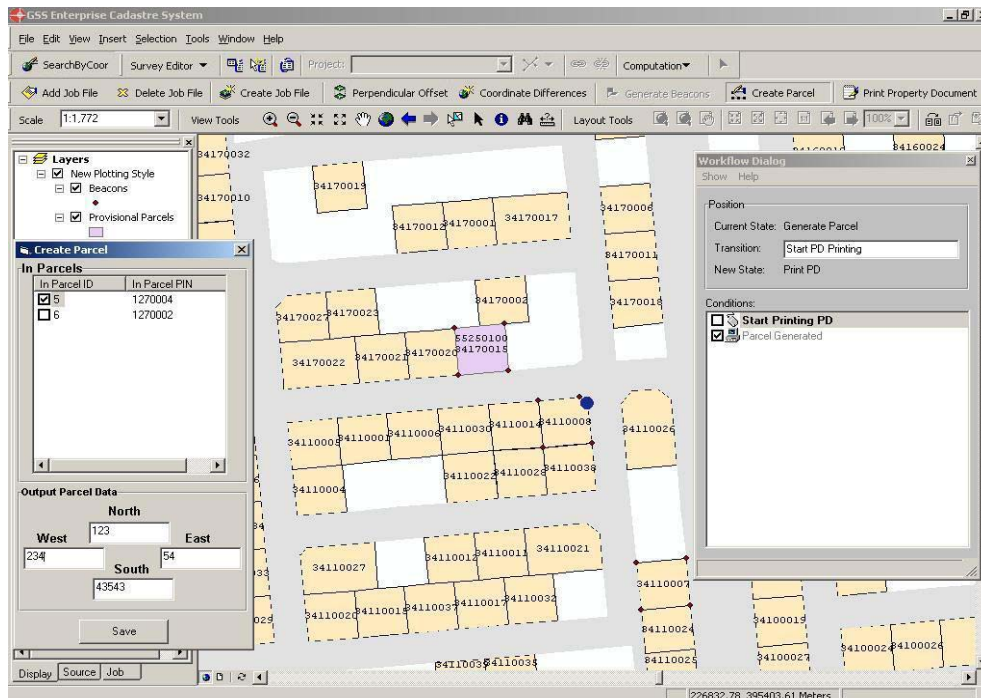 GSS Enterprise Cadastre System
File Edit View Insert Selection Tools Window Help
SearchByCoor Survey Editor Project: Computation
Add Job File Delete Job File Create Job File Perpendicular Offset Coordinate Differences Generate Beacons Create Parcel Print Property Document
Scale 1:1,772 View Tools Layout Tools 100%
Layers
New Plotting Style
Beacons
Provisional Parcels
Create Parcel
In Parcels
In Parcel ID In Parcel PIN
5 1270004
6 1270002
Output Parcel Data
North
123
West East
234 54
South
43543
Save
Display Source Job
34170032
34170010
34170019
34170012 34170001 34170017
34170006
34170011
34170018
34160024
34170027 34170023 34170002
34170022 34170021 34170020 55250100
34170015
34110005 34110001 34110006 34110030 34110014 34110008
34110026
34110004 34110022 34110028 34110038
34110027 34110012 34110011 34110021
34110020 34110018 34110037 34110017 34110032
34110007
34110024
34110025
34100019
34100027
34100024 34100026
34110035
Workflow Dialog
Show Help
Position
Current State: Generate Parcel
Transition: Start PD Printing
New State: Print PD
Conditions:
Start Printing PD
Parcel Generated
226832.78 395403.61 Meters